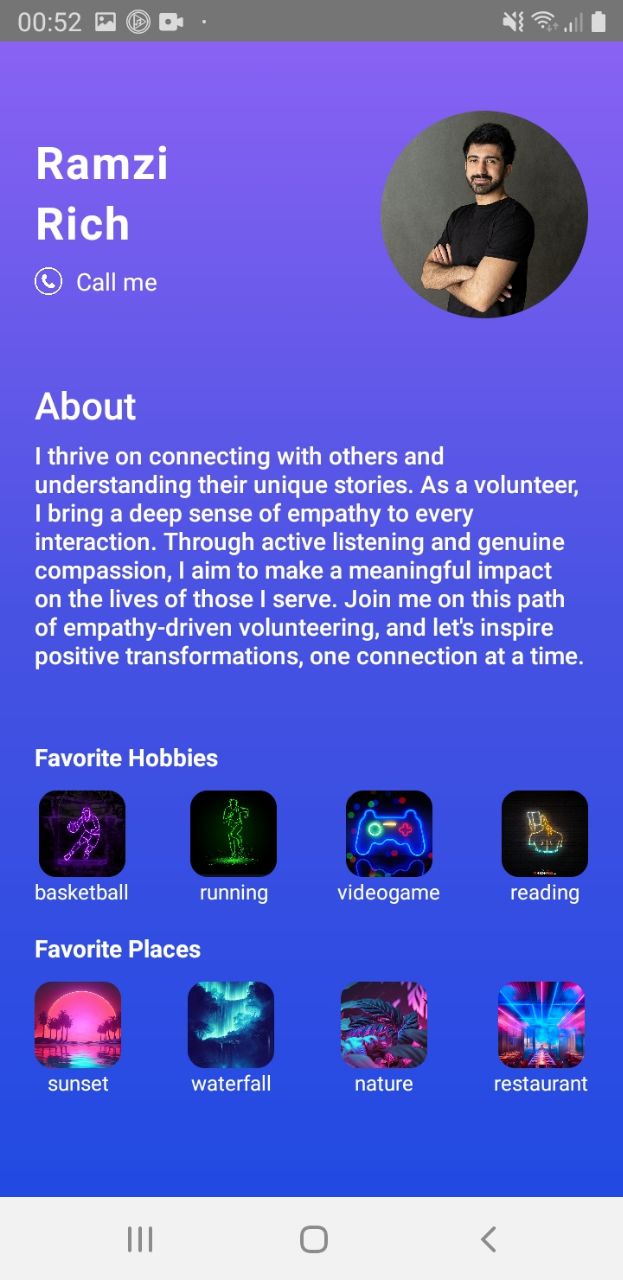 00:52
Ramzi
Rich
Call me
About
I thrive on connecting with others and
understanding their unique stories. As a volunteer,
I bring a deep sense of empathy to every
interaction. Through active listening and genuine
compassion, I aim to make a meaningful impact
on the lives of those I serve. Join me on this path
of empathy-driven volunteering, and let's inspire
positive transformations, one connection at a time.
Favorite Hobbies
basketball running videogame reading
Favorite Places
sunset waterfall nature restaurant